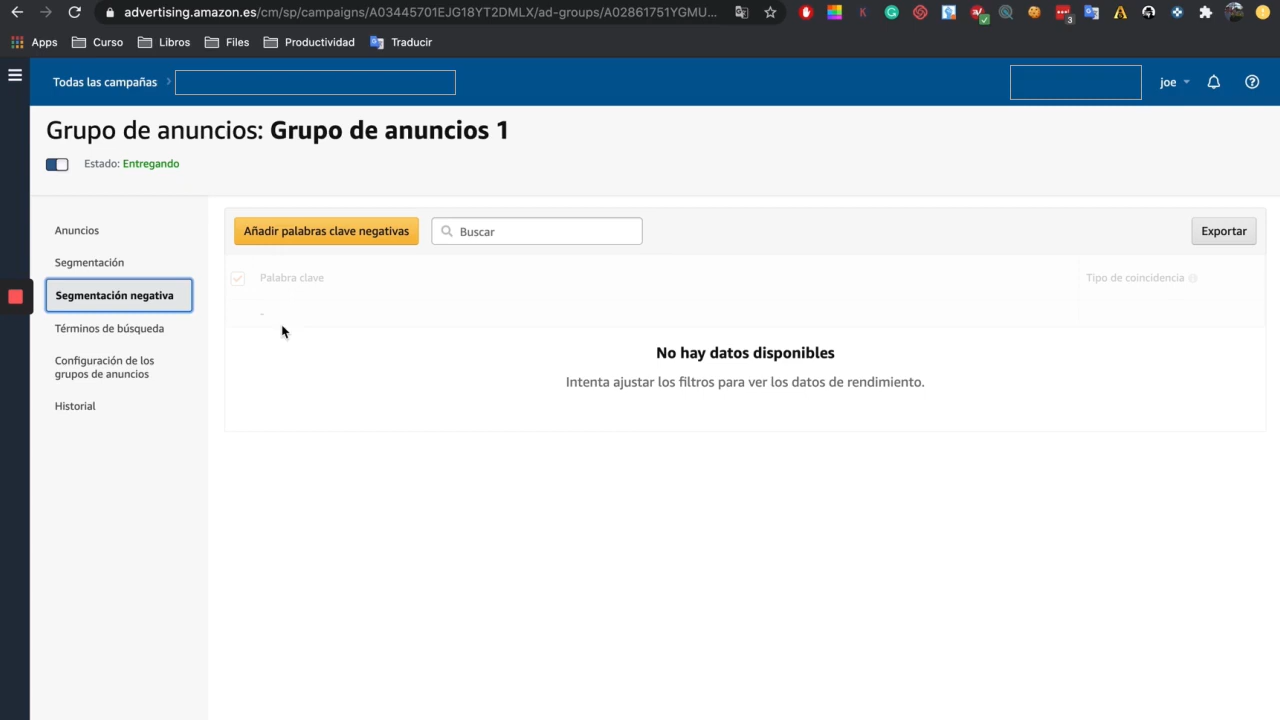 advertising.amazon.es/cm/sp/campaigns/A03445701EJG18YT2DMLX/ad-groups/A02861751YGMU...
Apps Curso Libros Files Productividad Traducir
Todas las campañas
joe
Grupo de anuncios: Grupo de anuncios 1
Estado: Entregando
Anuncios
Segmentación
Segmentación negativa
Términos de búsqueda
Configuración de los
grupos de anuncios
Historial
Añadir palabras clave negativas
Buscar
Exportar
Palabra clave
Tipo de coincidencia
-
No hay datos disponibles
Intenta ajustar los filtros para ver los datos de rendimiento.